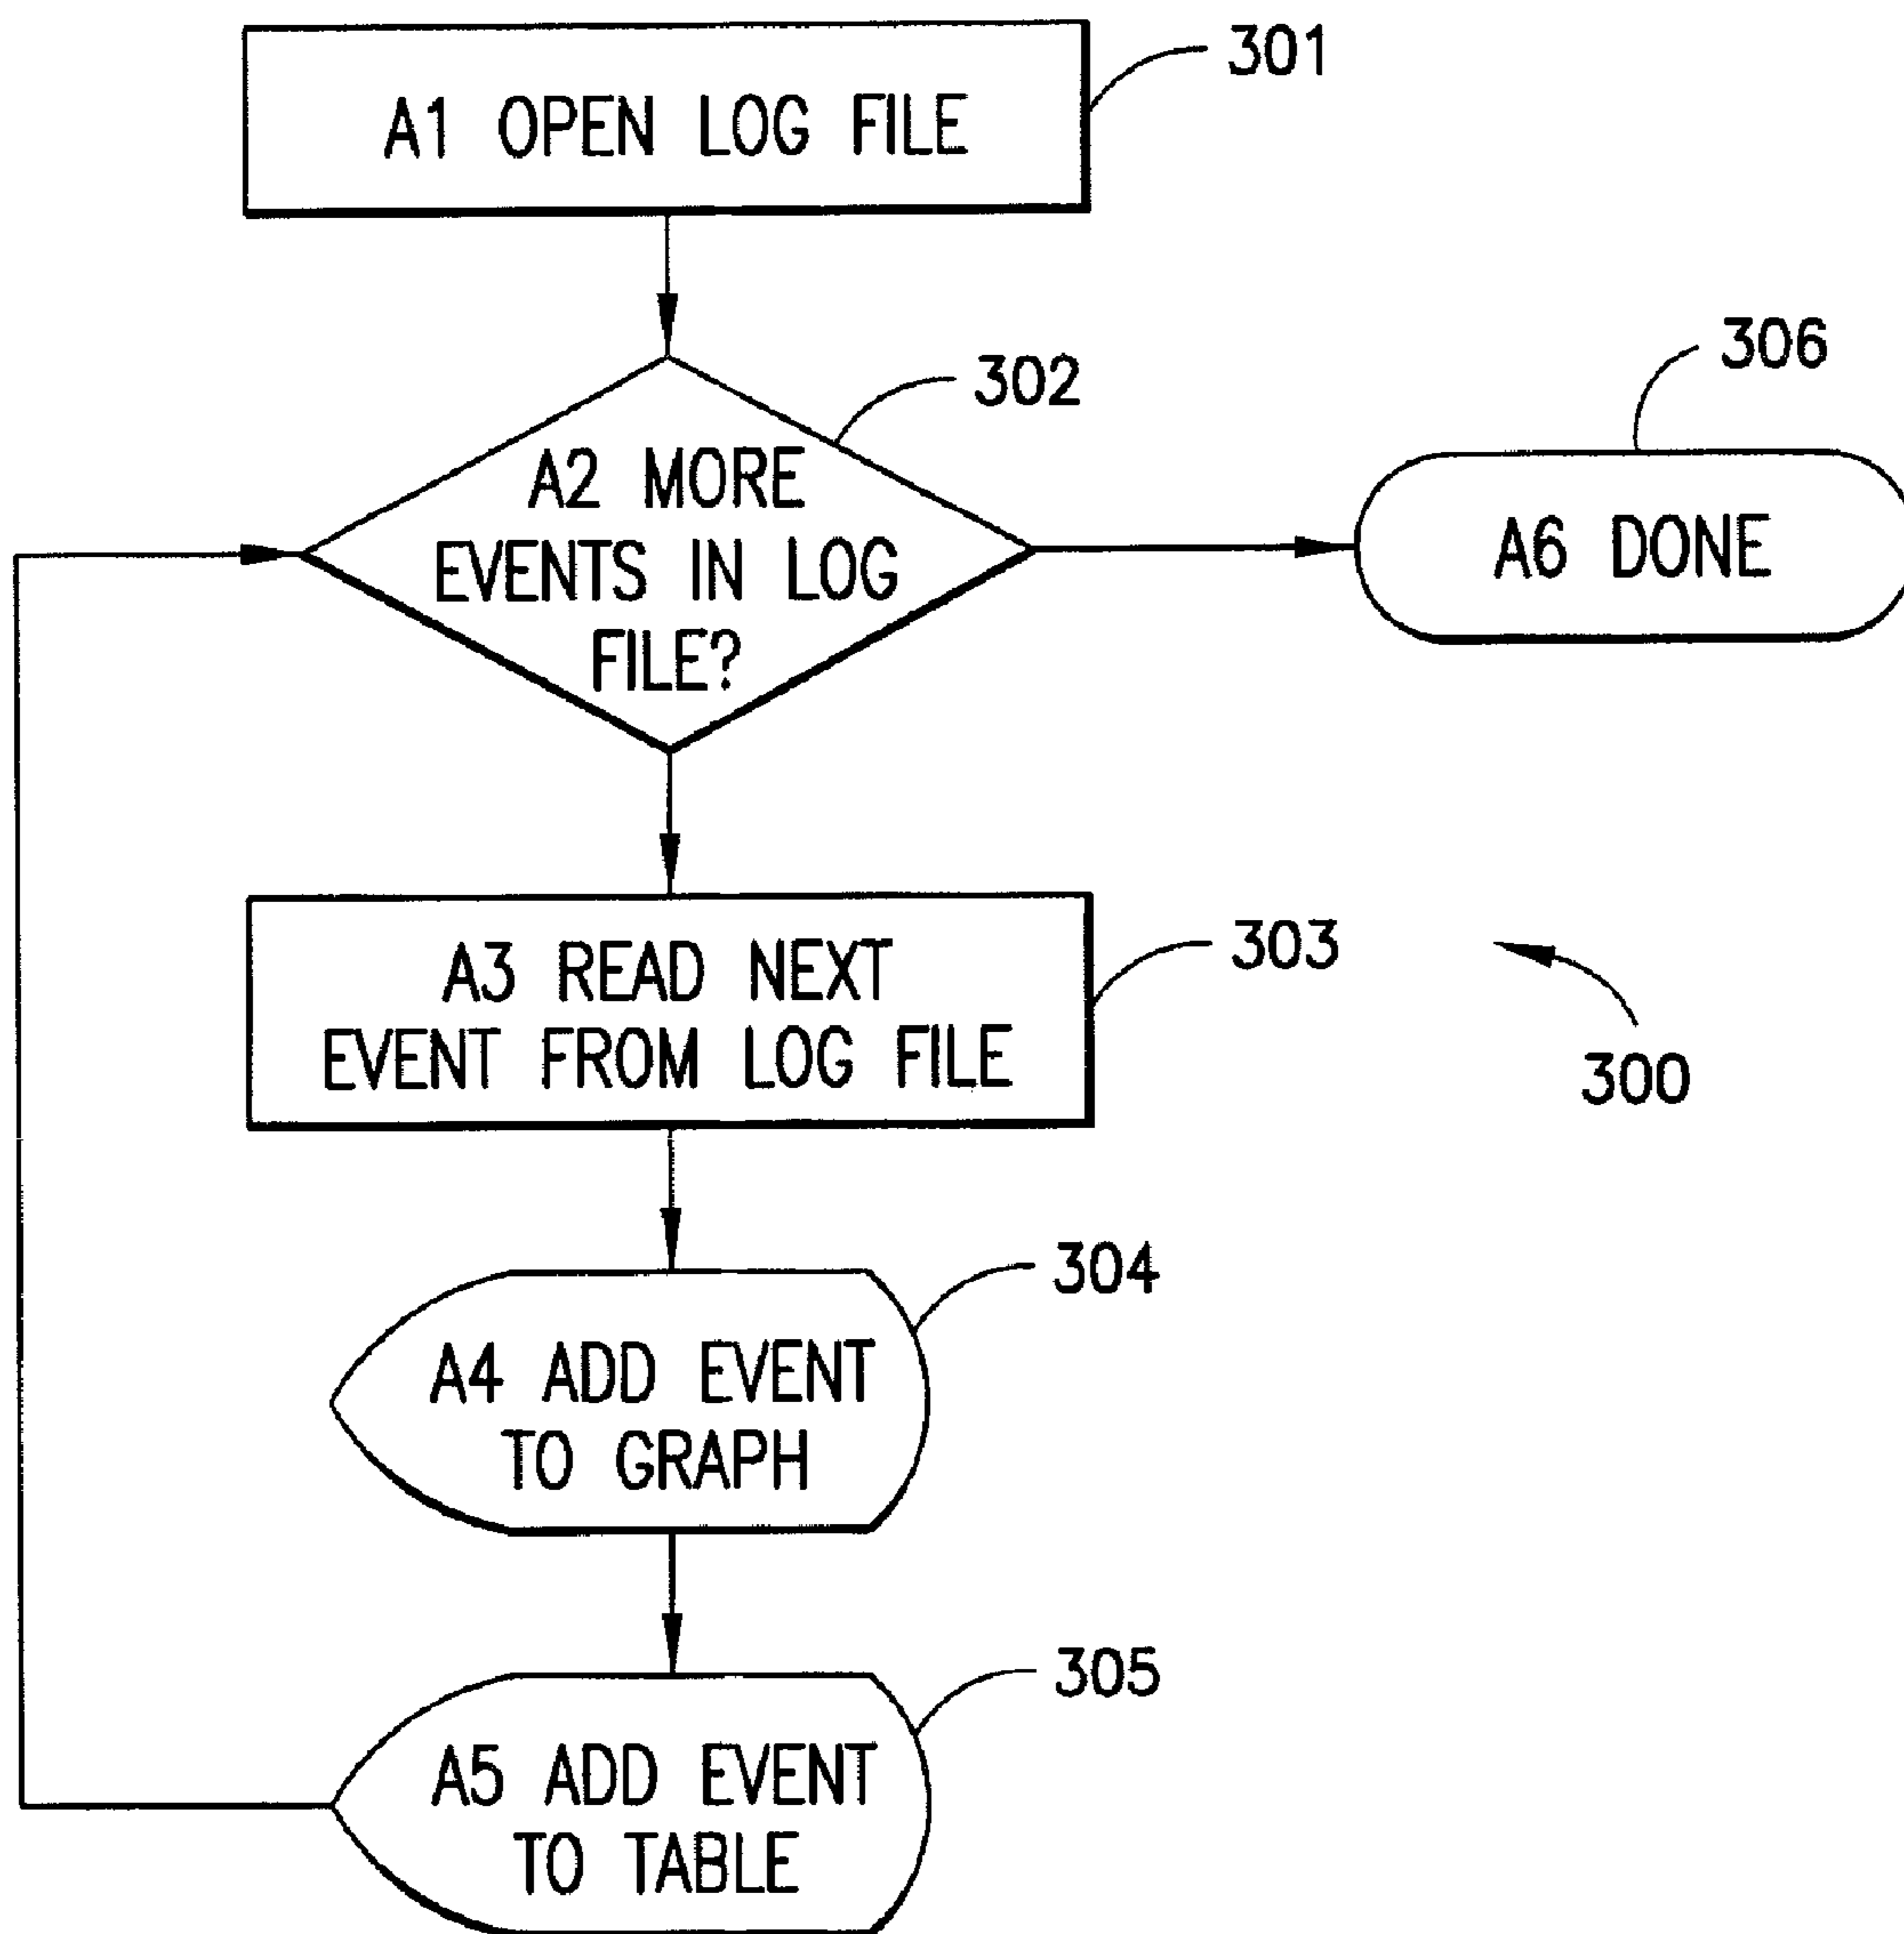 301
A1 OPEN LOG FILE
302
306
A2 MORE
EVENTS IN LOG
FILE?
A6 DONE
303
A3 READ NEXT
EVENT FROM LOG FILE
300
304
A4 ADD EVENT
TO GRAPH
305
A5 ADD EVENT
TO TABLE